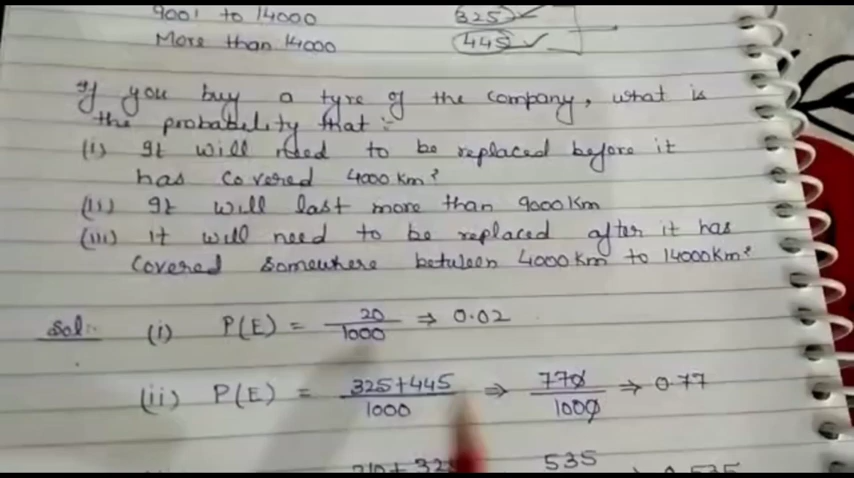 9001 to 14000 325 ✓
More than 14000 445 ✓
If you buy a tyre of the company, what is
the probability that :-
(i) It will need to be replaced before it
has covered 4000 km?
(ii) It will last more than 9000 Km
(iii) it will need to be replaced after it has
covered somewhere between 4000 Km to 14000 Km?
Sol:- (i) P(E) = 20/1000 ⇒ 0.02
(ii) P(E) = 325+445/1000 ⇒ 770/1000 ⇒ 0.77
535 0.535